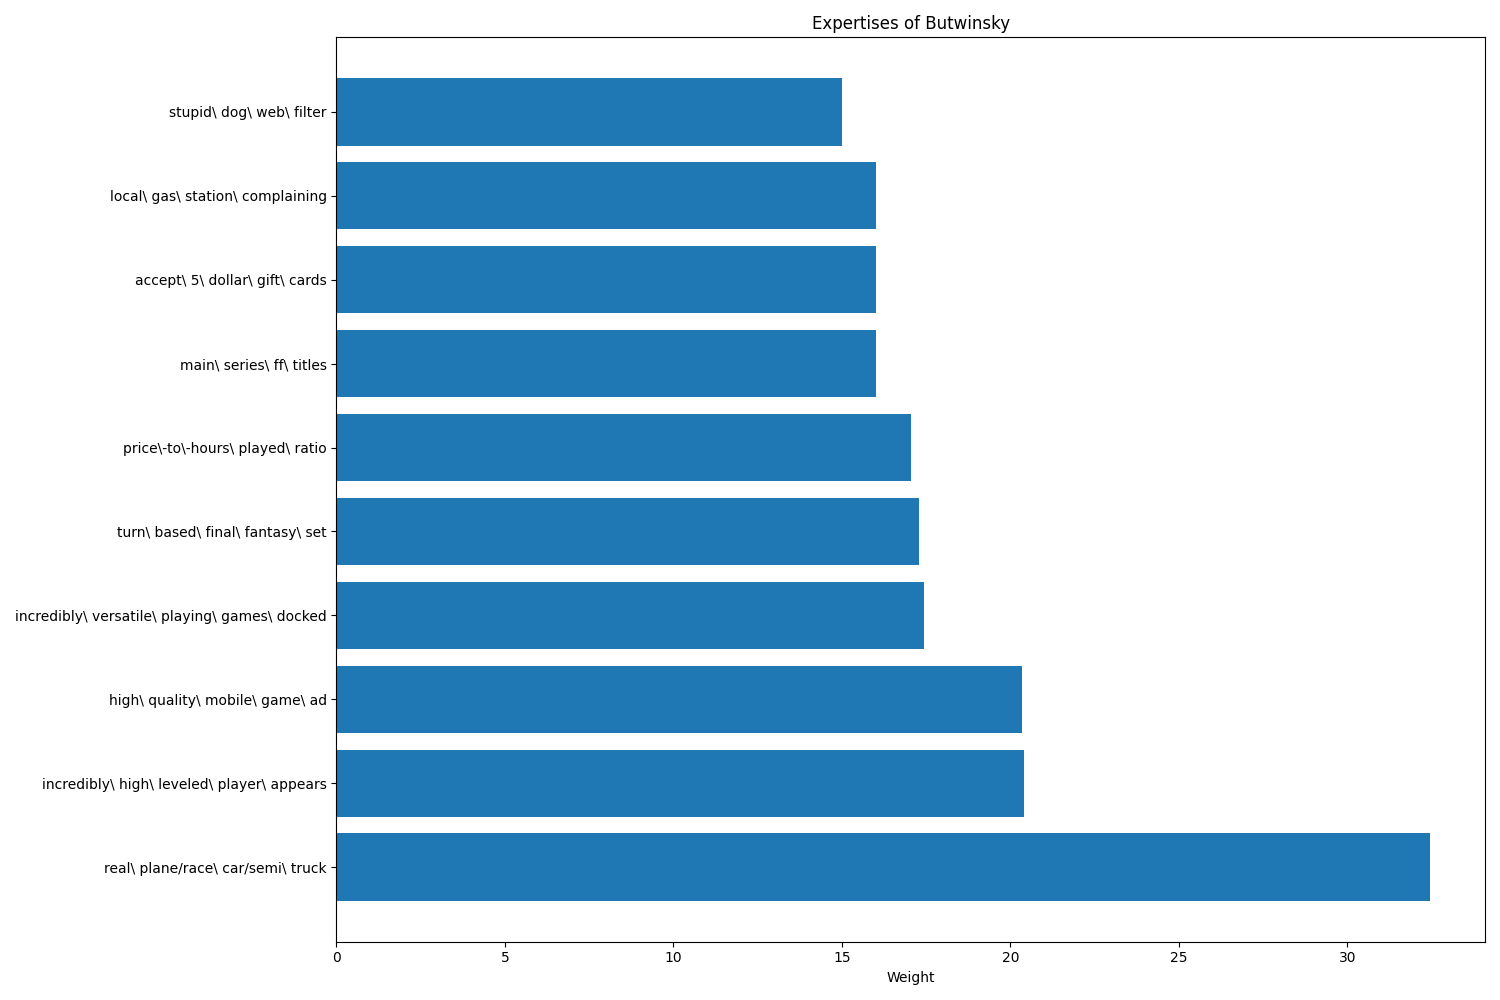 Expertises of Butwinsky
stupid\ dog\ web\ filter
local\ gas\ station\ complaining
accept\ 5\ dollar\ gift\ cards
main\ series\ ff\ titles
price\-to\-hours\ played\ ratio
turn\ based\ final\ fantasy\ set
incredibly\ versatile\ playing\ games\ docked
high\ quality\ mobile\ game\ ad
incredibly\ high\ leveled\ player\ appears
real\ plane/race\ car/semi\ truck
0 5 10 15 20 25 30
Weight